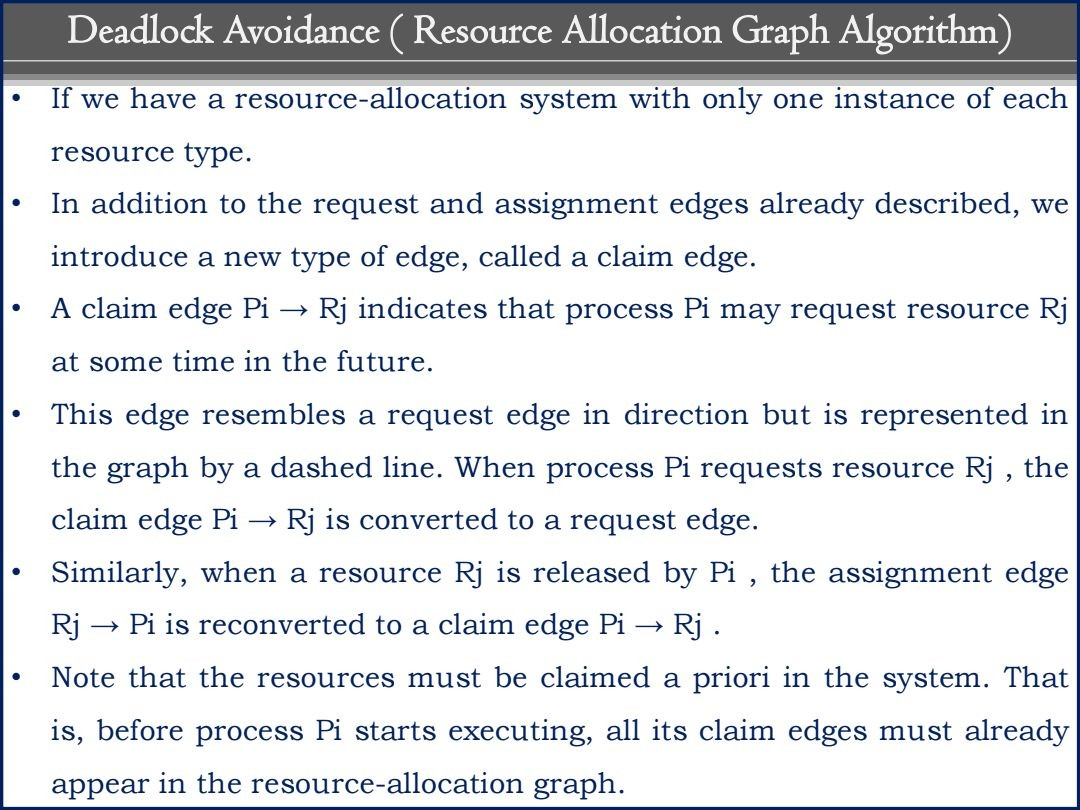 Deadlock Avoidance ( Resource Allocation Graph Algorithm)
• If we have a resource-allocation system with only one instance of each
resource type.
• In addition to the request and assignment edges already described, we
introduce a new type of edge, called a claim edge.
• A claim edge Pi → Rj indicates that process Pi may request resource Rj
at some time in the future.
• This edge resembles a request edge in direction but is represented in
the graph by a dashed line. When process Pi requests resource Rj , the
claim edge Pi → Rj is converted to a request edge.
• Similarly, when a resource Rj is released by Pi , the assignment edge
Rj → Pi is reconverted to a claim edge Pi → Rj .
• Note that the resources must be claimed a priori in the system. That
is, before process Pi starts executing, all its claim edges must already
appear in the resource-allocation graph.